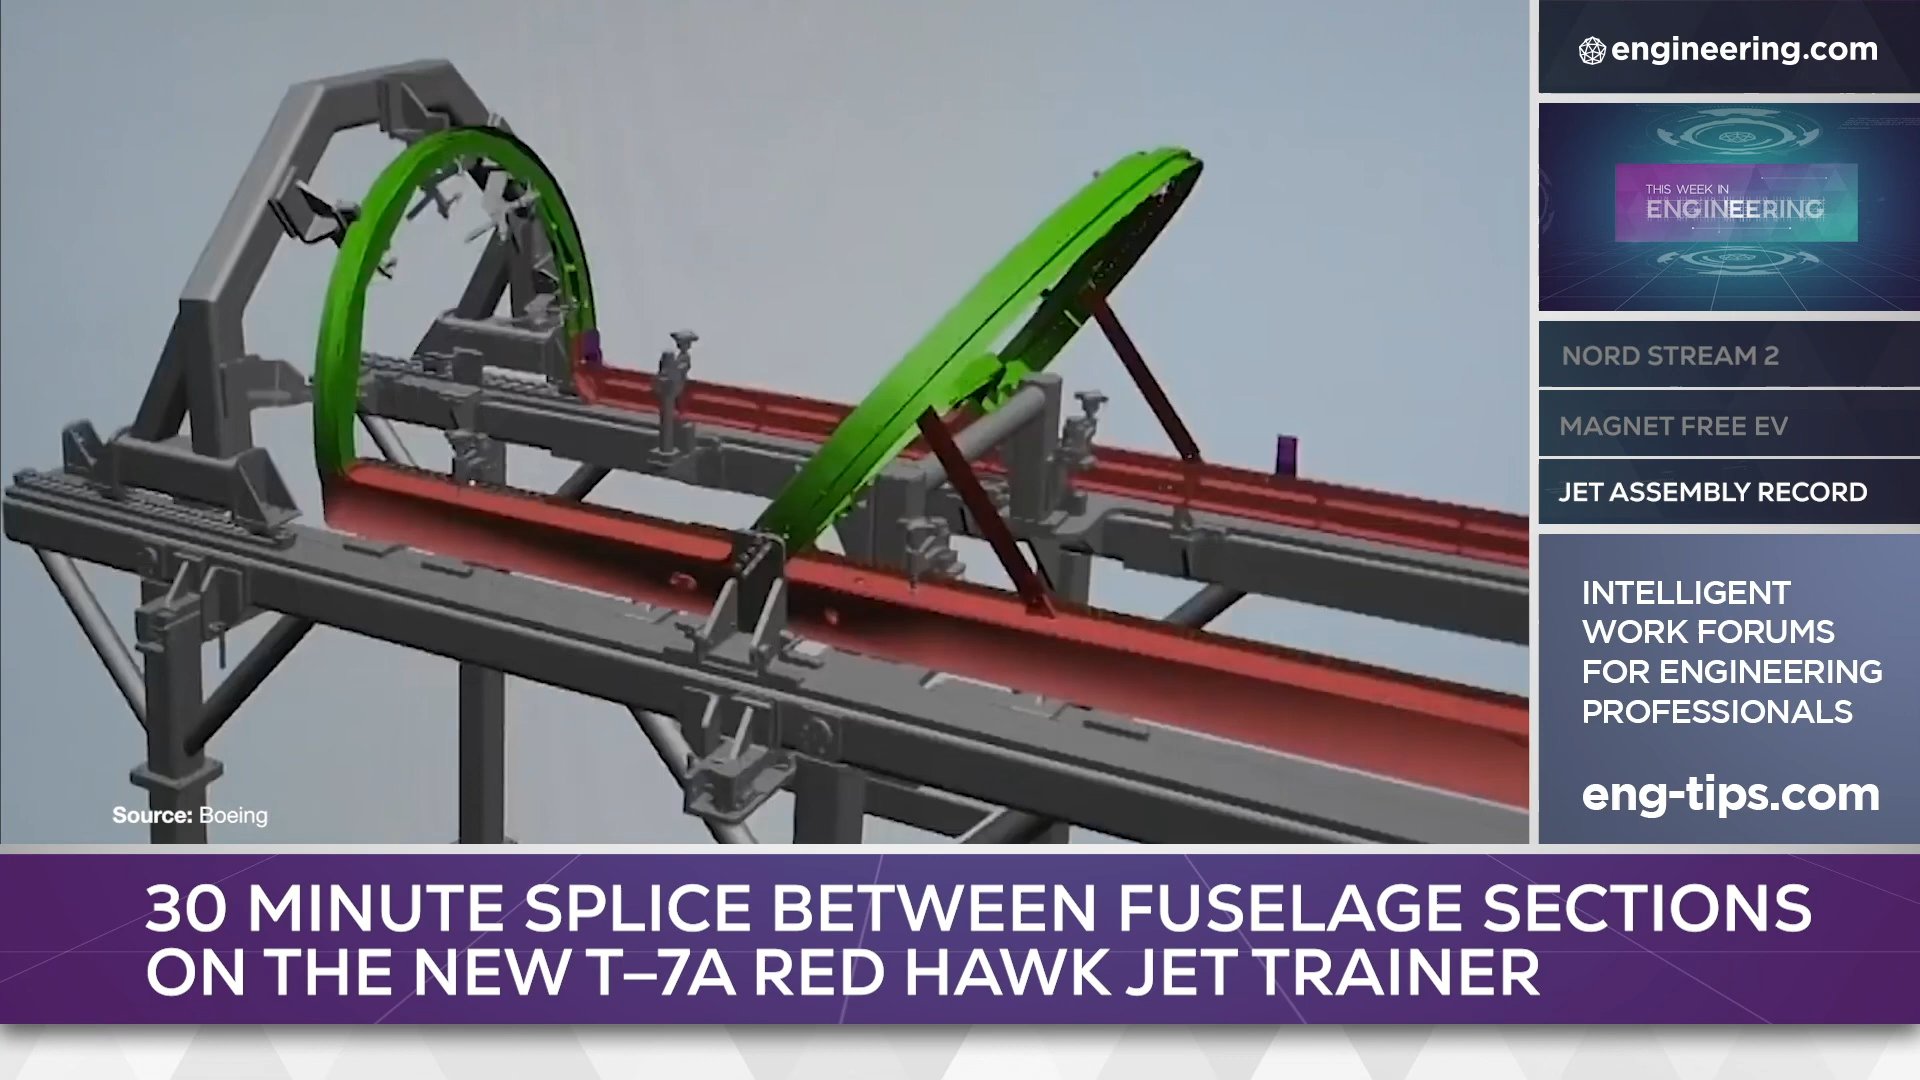 engineering.com
THIS WEEK IN
ENGINEERING
NORD STREAM 2
MAGNET FREE EV
JET ASSEMBLY RECORD
INTELLIGENT
WORK FORUMS
FOR ENGINEERING
PROFESSIONALS
eng-tips.com
Source: Boeing
30 MINUTE SPLICE BETWEEN FUSELAGE SECTIONS
ON THE NEW T–7A RED HAWK JET TRAINER